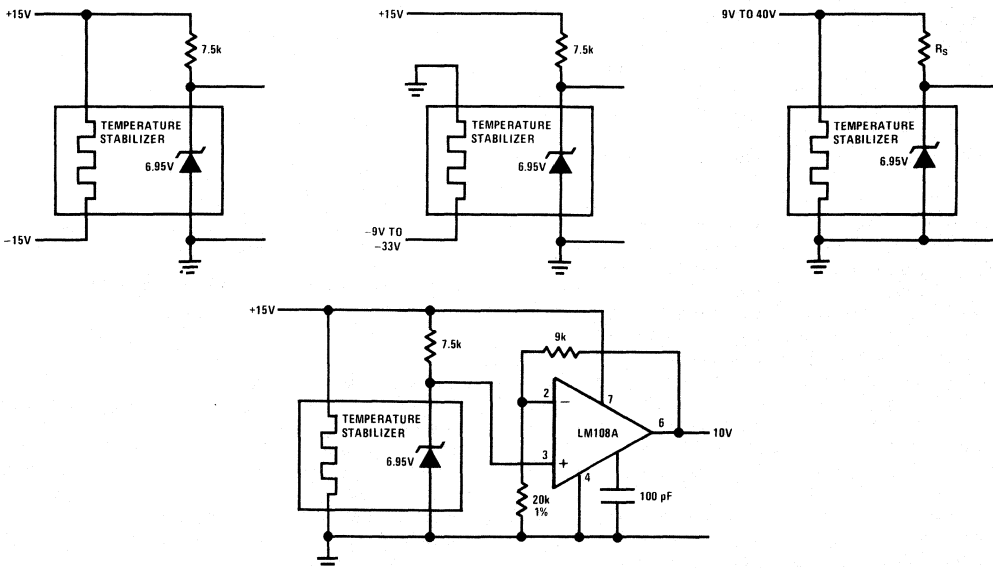 +15V
7.5k
TEMPERATURE
STABILIZER
6.95V
−15V
+15V
7.5k
TEMPERATURE
STABILIZER
6.95V
−9V TO
−33V
9V TO 40V
RS
TEMPERATURE
STABILIZER
6.95V
+15V
7.5k
TEMPERATURE
STABILIZER
6.95V
9k
2
−
7
LM108A
6
10V
3
+
4
20k
1%
100 pF